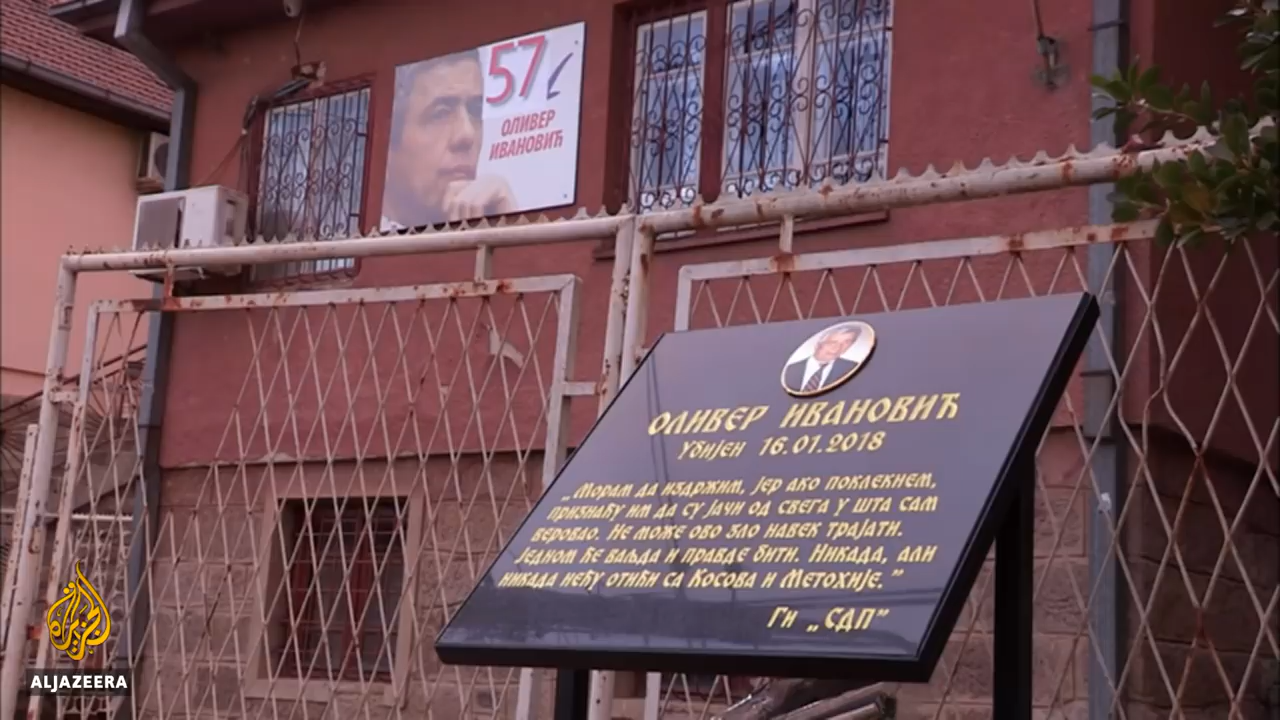 57
ОЛИВЕР
ИВАНОВИЋ
ОЛИВЕР ИВАНОВИЋ
Убијен 16.01.2018
„Морам да издржим, јер ако поклекнем,
признаћу им да су јачи од свега у шта сам
веровао. Не може ово зло навек трајати.
Једном ће ваљда и правде бити. Никада, али
никада нећу отићи са Косова и Метохије.”
Ги „СДП”
ALJAZEERA